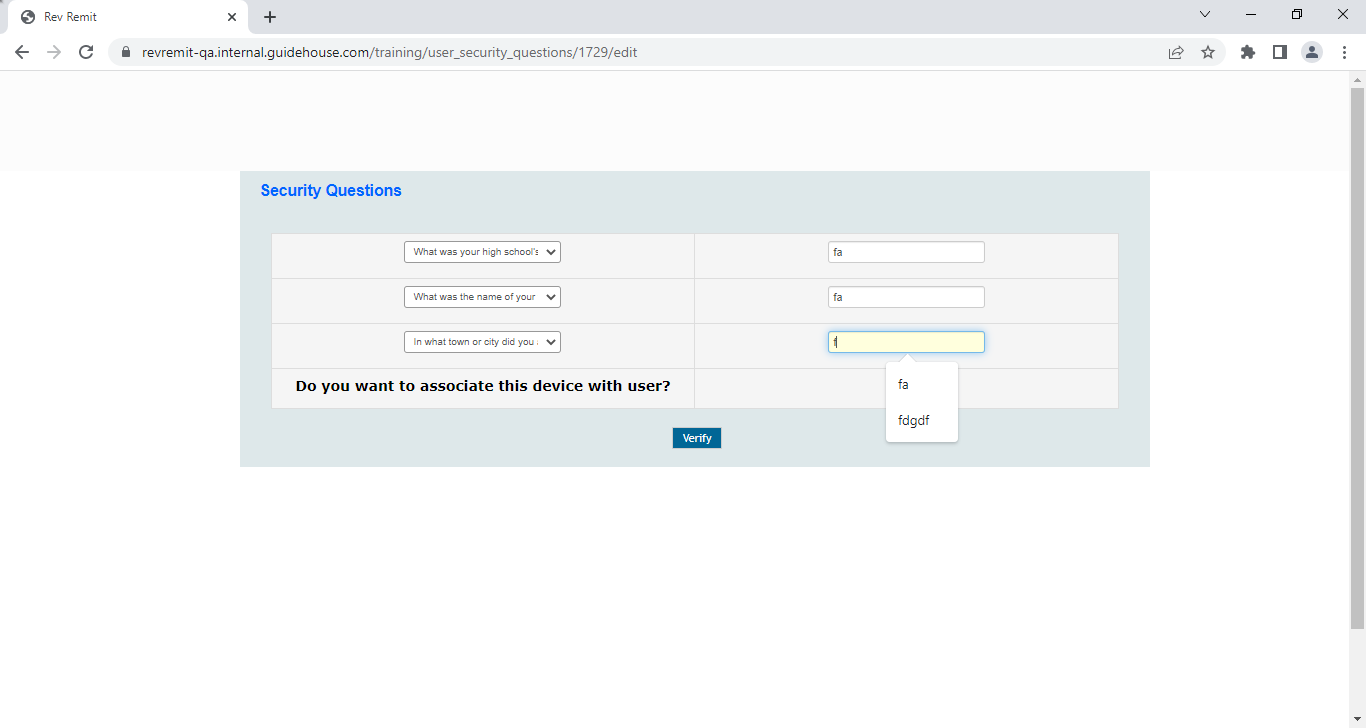 Rev Remit
revremit-qa.internal.guidehouse.com/training/user_security_questions/1729/edit
Security Questions
What was your high school's
fa
What was the name of your
fa
In what town or city did you
f
fa
fdgdf
Do you want to associate this device with user?
Verify